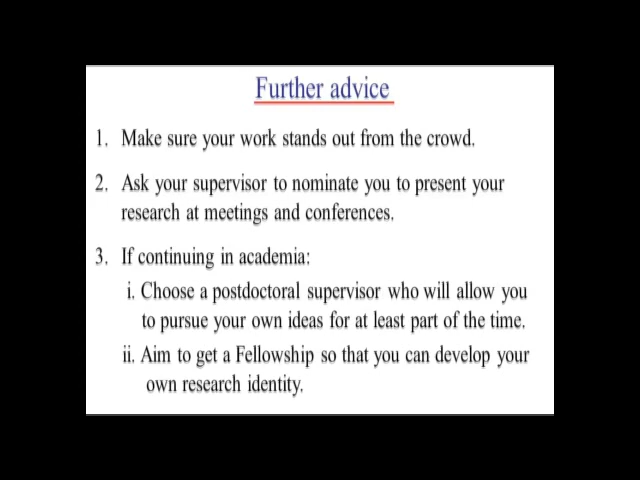 Further advice
1. Make sure your work stands out from the crowd.
2. Ask your supervisor to nominate you to present your
research at meetings and conferences.
3. If continuing in academia:
i. Choose a postdoctoral supervisor who will allow you
to pursue your own ideas for at least part of the time.
ii. Aim to get a Fellowship so that you can develop your
own research identity.